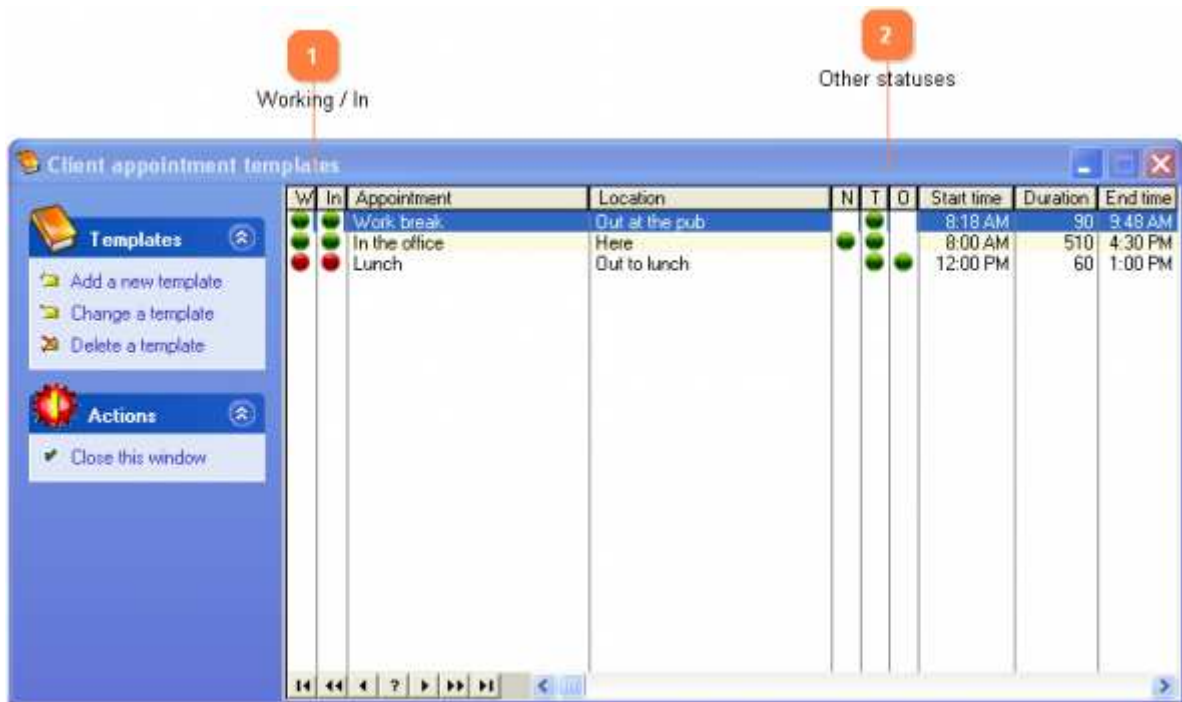 1
2
Working / In
Other statuses
Client appointment templates
Templates
Add a new template
Change a template
Delete a template
Actions
Close this window
W In Appointment Location N T O Start time Duration End time
Work break Out at the pub 8:18 AM 90 9:48 AM
In the office Here 8:00 AM 510 4:30 PM
Lunch Out to lunch 12:00 PM 60 1:00 PM
?